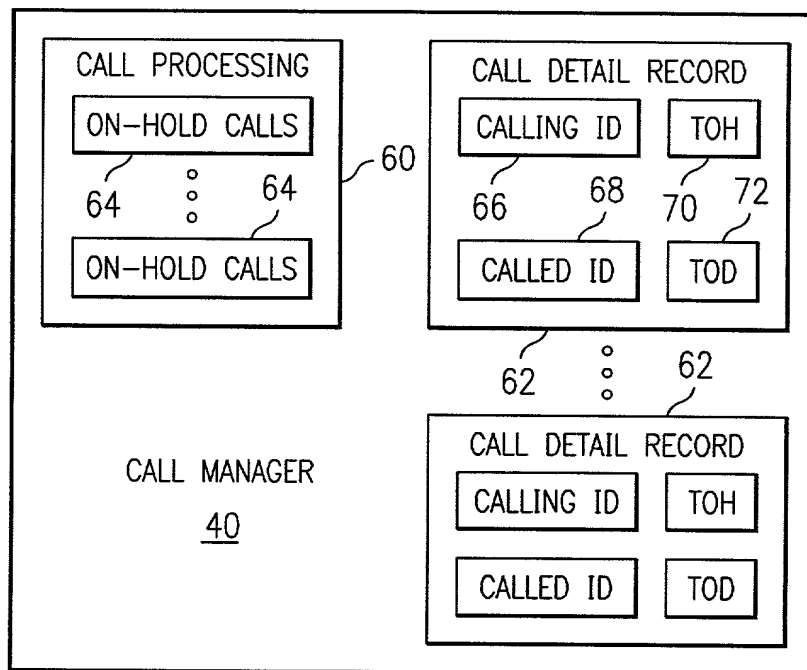 CALL PROCESSING
ON-HOLD CALLS
64
64
ON-HOLD CALLS
60
CALL DETAIL RECORD
CALLING ID
TOH
66
68
70
72
CALLED ID
TOD
62
62
CALL MANAGER
40
CALL DETAIL RECORD
CALLING ID
TOH
CALLED ID
TOD